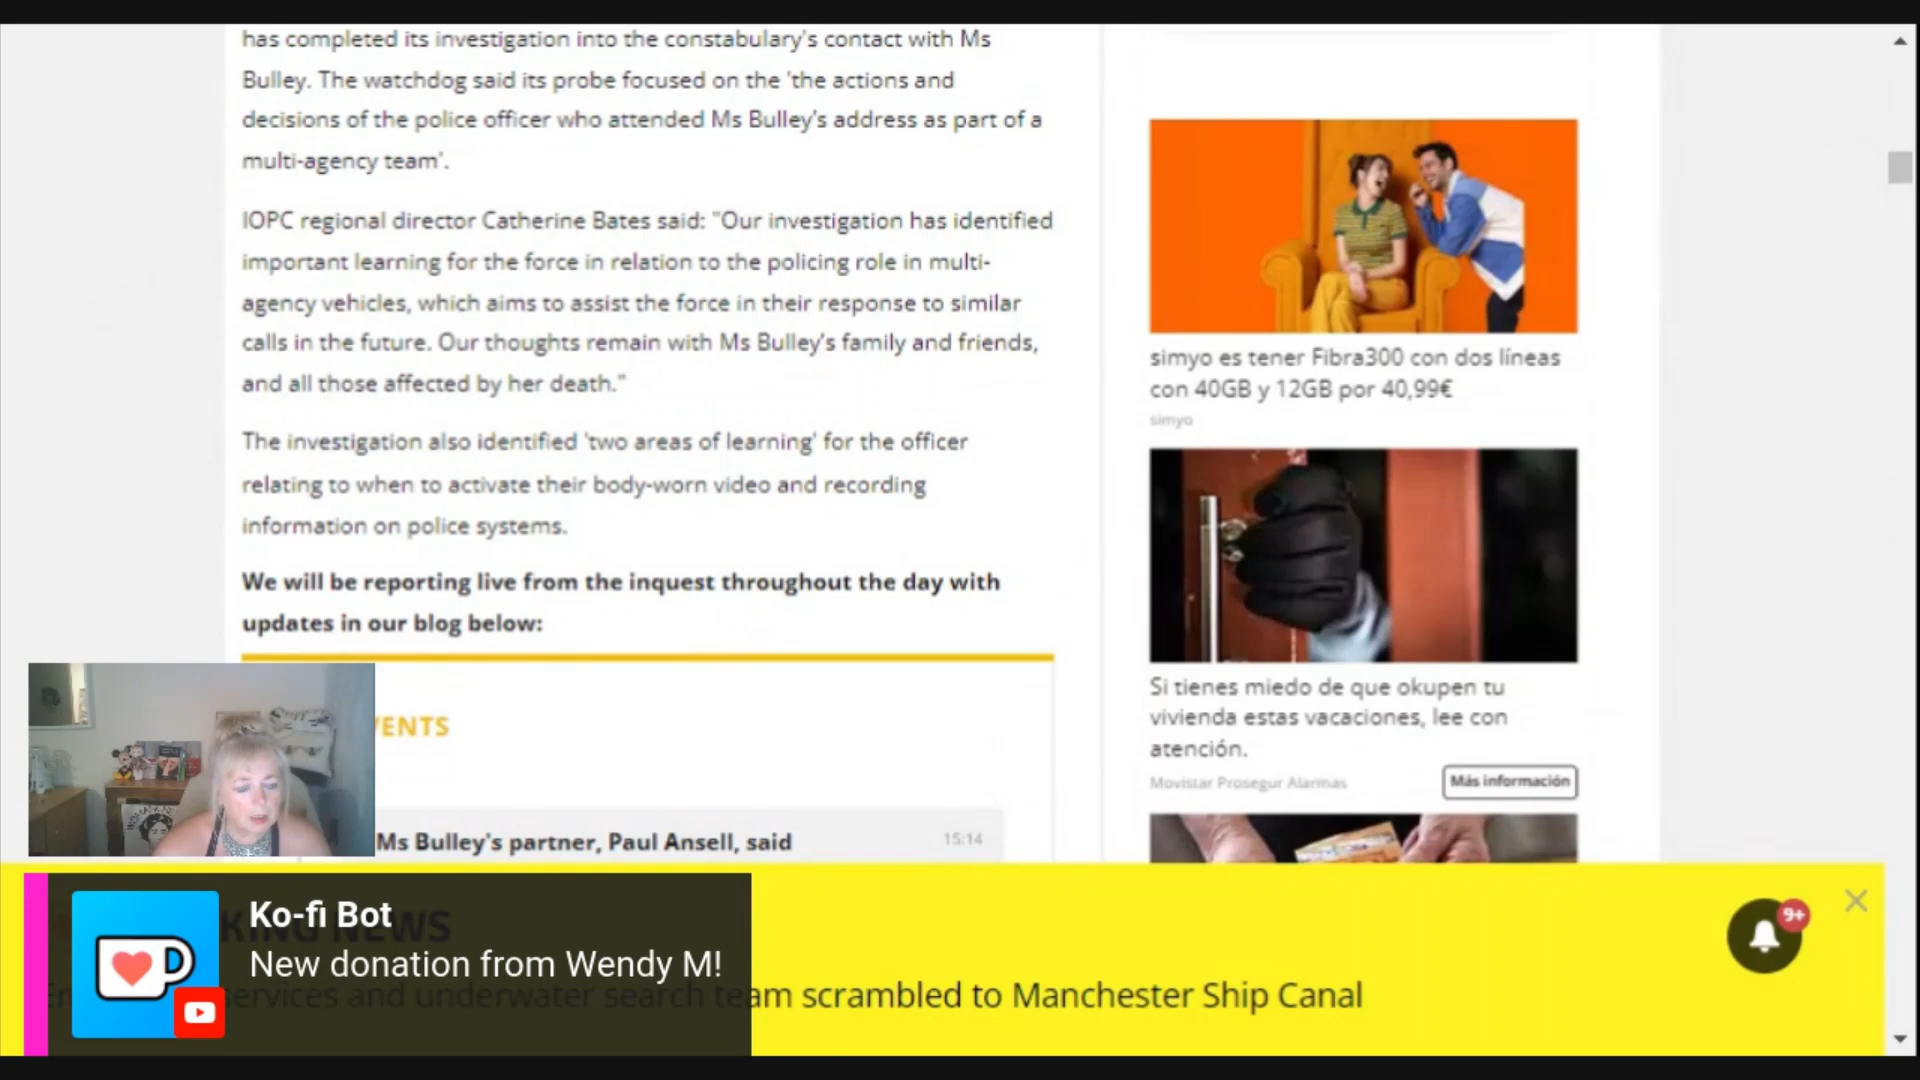 has completed its investigation into the constabulary's contact with Ms
Bulley. The watchdog said its probe focused on the 'the actions and
decisions of the police officer who attended Ms Bulley's address as part of a
multi-agency team'.
IOPC regional director Catherine Bates said: "Our investigation has identified
important learning for the force in relation to the policing role in multi-
agency vehicles, which aims to assist the force in their response to similar
calls in the future. Our thoughts remain with Ms Bulley's family and friends,
and all those affected by her death."
The investigation also identified 'two areas of learning' for the officer
relating to when to activate their body-worn video and recording
information on police systems.
We will be reporting live from the inquest throughout the day with
updates in our blog below:
VENTS
Ms Bulley's partner, Paul Ansell, said
15:14
simyo es tener Fibra300 con dos líneas
con 40GB y 12GB por 40,99€
simyo
Si tienes miedo de que okupen tu
vivienda estas vacaciones, lee con
atención.
Movistar Prosegur Alarmas
Más información
KING NEWS
services and underwater search team scrambled to Manchester Ship Canal
9+
Ko-fi Bot
New donation from Wendy M!